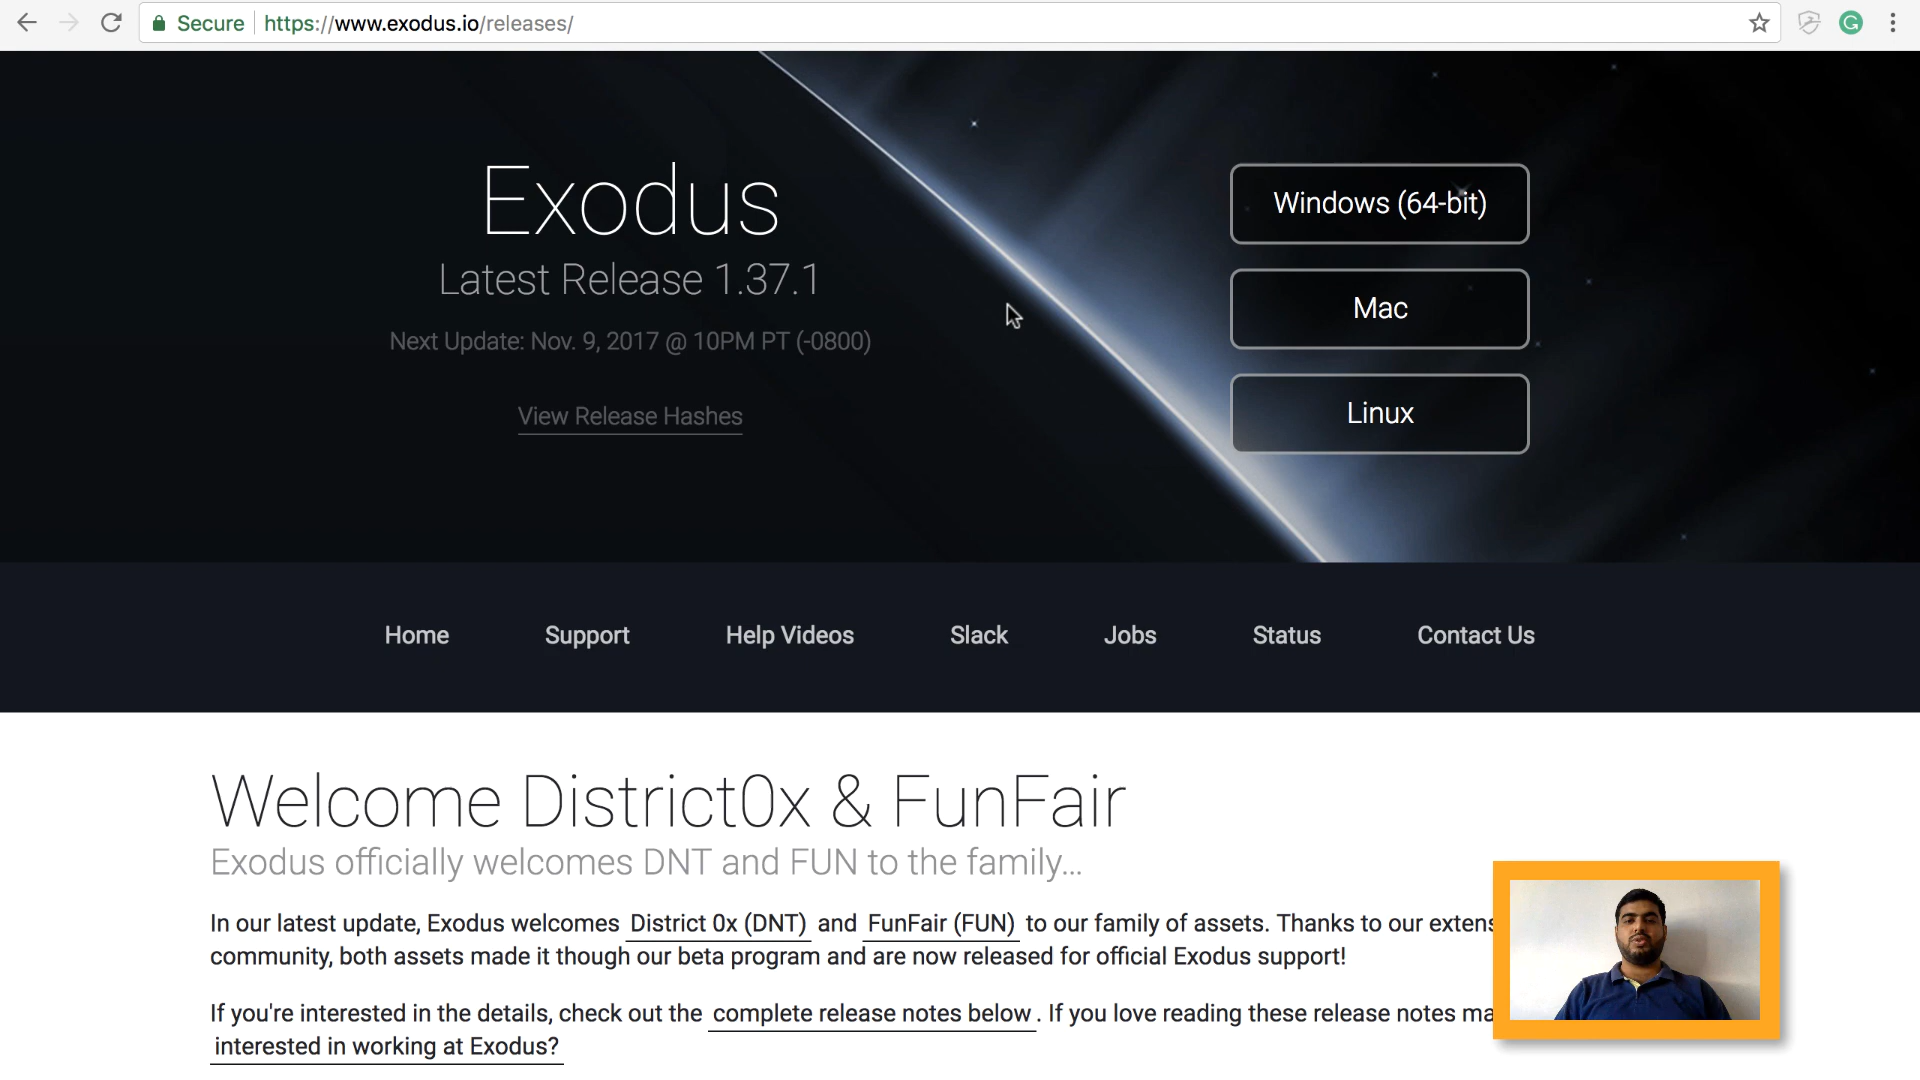 Secure https://www.exodus.io/releases/
Exodus
Latest Release 1.37.1
Next Update: Nov. 9, 2017 @ 10PM PT (-0800)
View Release Hashes
Windows (64-bit)
Mac
Linux
Home Support Help Videos Slack Jobs Status Contact Us
Welcome District0x & FunFair
Exodus officially welcomes DNT and FUN to the family...
In our latest update, Exodus welcomes District 0x (DNT) and FunFair (FUN) to our family of assets. Thanks to our extens
community, both assets made it though our beta program and are now released for official Exodus support!
If you're interested in the details, check out the complete release notes below . If you love reading these release notes ma
interested in working at Exodus?